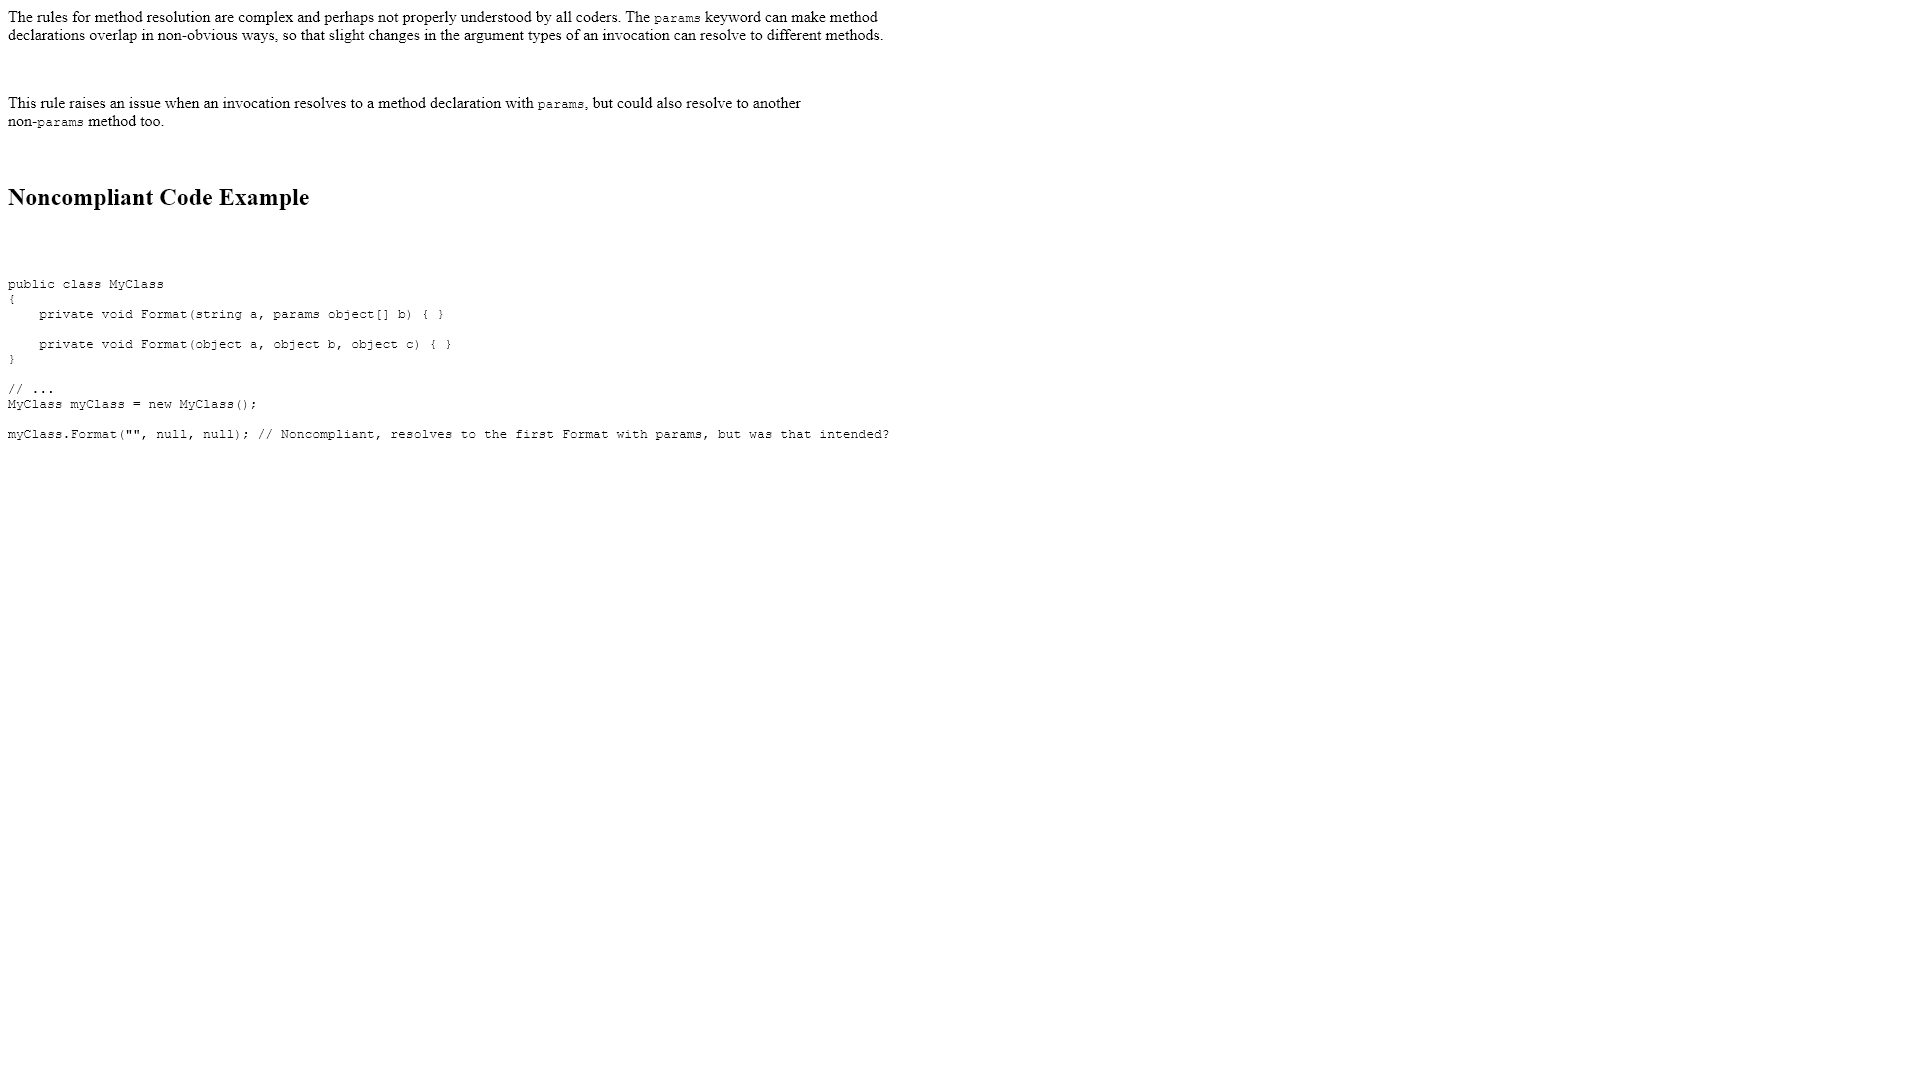 The rules for method resolution are complex and perhaps not properly understood by all coders. The params keyword can make method
declarations overlap in non-obvious ways, so that slight changes in the argument types of an invocation can resolve to different methods.
This rule raises an issue when an invocation resolves to a method declaration with params, but could also resolve to another
non-params method too.
Noncompliant Code Example
public class MyClass
{
    private void Format(string a, params object[] b) { }
    private void Format(object a, object b, object c) { }
}
// ...
MyClass myClass = new MyClass();
myClass.Format("", null, null); // Noncompliant, resolves to the first Format with params, but was that intended?